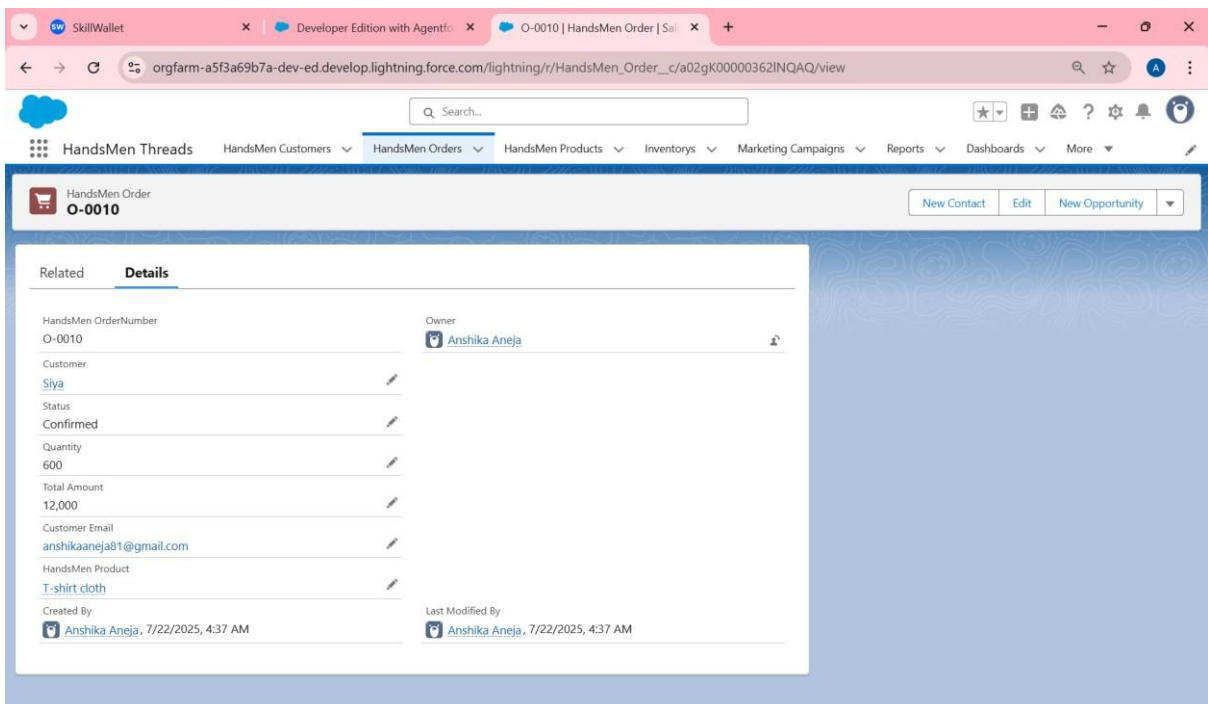 SW SkillWallet
Developer Edition with Agentfo
O-0010 | HandsMen Order | Sal
orgfarm-a5f3a69b7a-dev-ed.develop.lightning.force.com/lightning/r/HandsMen_Order__c/a02gK00000362lNQAQ/view
A
Search...
HandsMen Threads HandsMen Customers HandsMen Orders HandsMen Products Inventorys Marketing Campaigns Reports Dashboards More
HandsMen Order
O-0010
New Contact Edit New Opportunity
Related Details
HandsMen OrderNumber Owner
O-0010 Anshika Aneja
Customer
Siya
Status
Confirmed
Quantity
600
Total Amount
12,000
Customer Email
anshikaaneja81@gmail.com
HandsMen Product
T-shirt cloth
Created By Last Modified By
Anshika Aneja, 7/22/2025, 4:37 AM Anshika Aneja, 7/22/2025, 4:37 AM